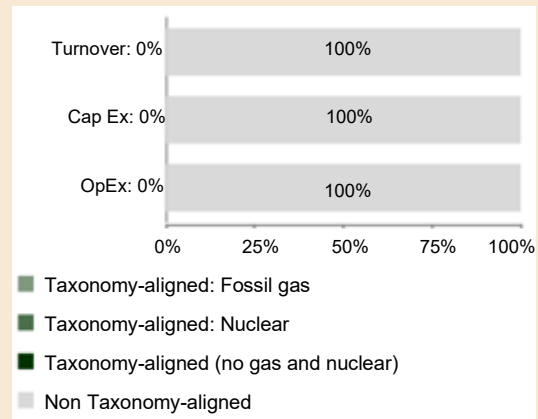 Turnover: 0% 100%
Cap Ex: 0% 100%
OpEx: 0% 100%
0% 25% 50% 75% 100%
Taxonomy-aligned: Fossil gas
Taxonomy-aligned: Nuclear
Taxonomy-aligned (no gas and nuclear)
Non Taxonomy-aligned